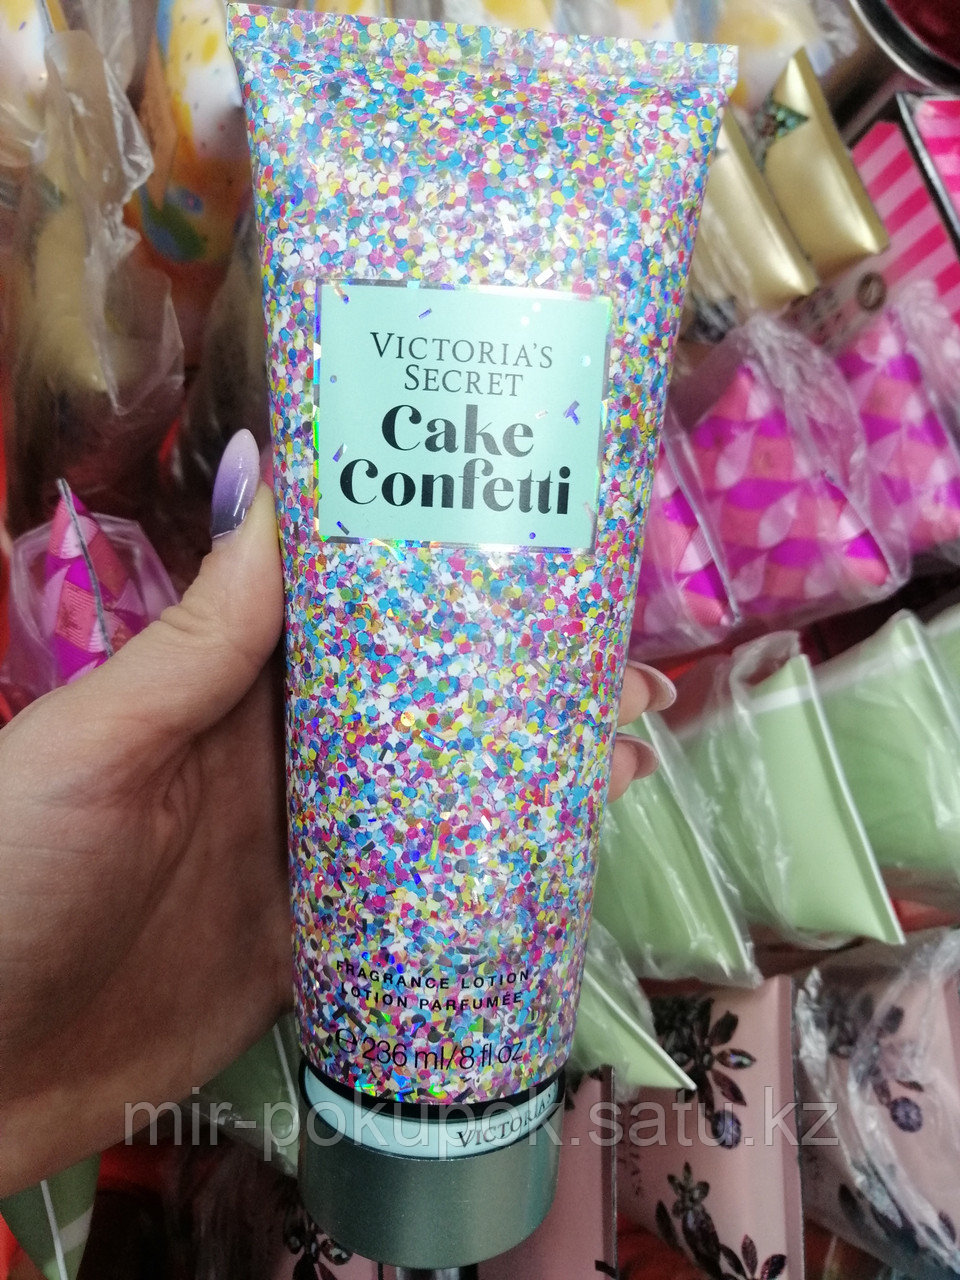 VICTORIA'S
SECRET
Cake
Confetti
FRAGRANCE LOTION
LOTION PARFUMÉE
℮ 236 ml/8 fl oz
VICTORIA'S
mir-pokupok.satu.kz